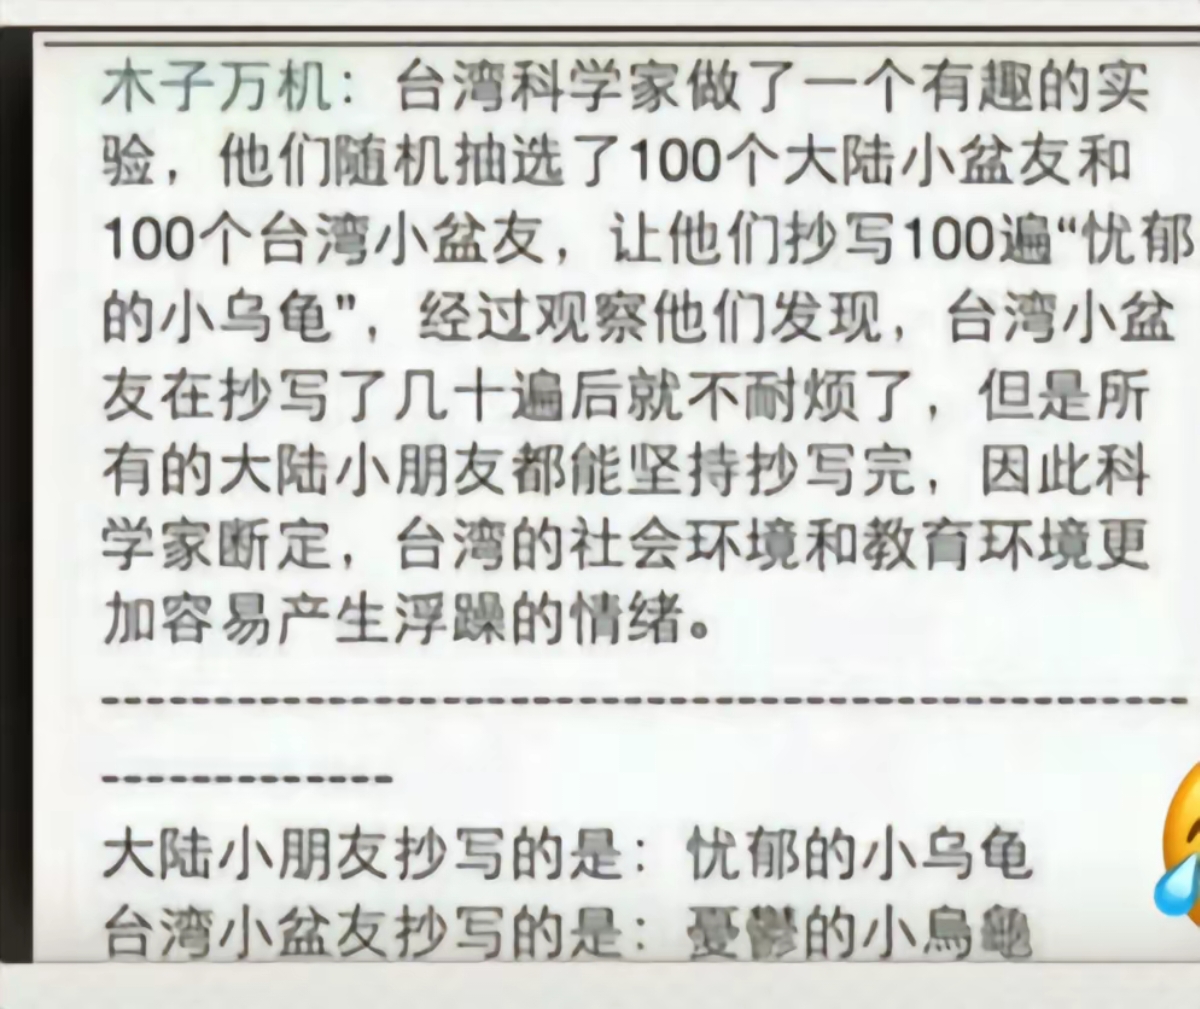 木子万机：台湾科学家做了一个有趣的实
验，他们随机抽选了100个大陆小盆友和
100个台湾小盆友，让他们抄写100遍“忧郁
的小乌龟”，经过观察他们发现，台湾小盆
友在抄写了几十遍后就不耐烦了，但是所
有的大陆小朋友都能坚持抄写完，因此科
学家断定，台湾的社会环境和教育环境更
加容易产生浮躁的情绪。
-----------------------------------------------------
--------------
大陆小朋友抄写的是：忧郁的小乌龟
台湾小盆友抄写的是：憂鬱的小烏龜